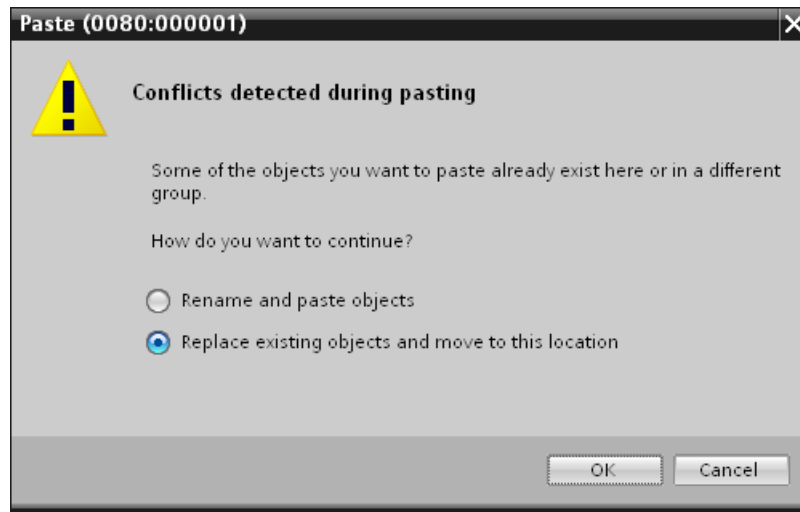 Paste (0080:000001)
Conflicts detected during pasting
Some of the objects you want to paste already exist here or in a different
group.
How do you want to continue?
Rename and paste objects
Replace existing objects and move to this location
OK
Cancel